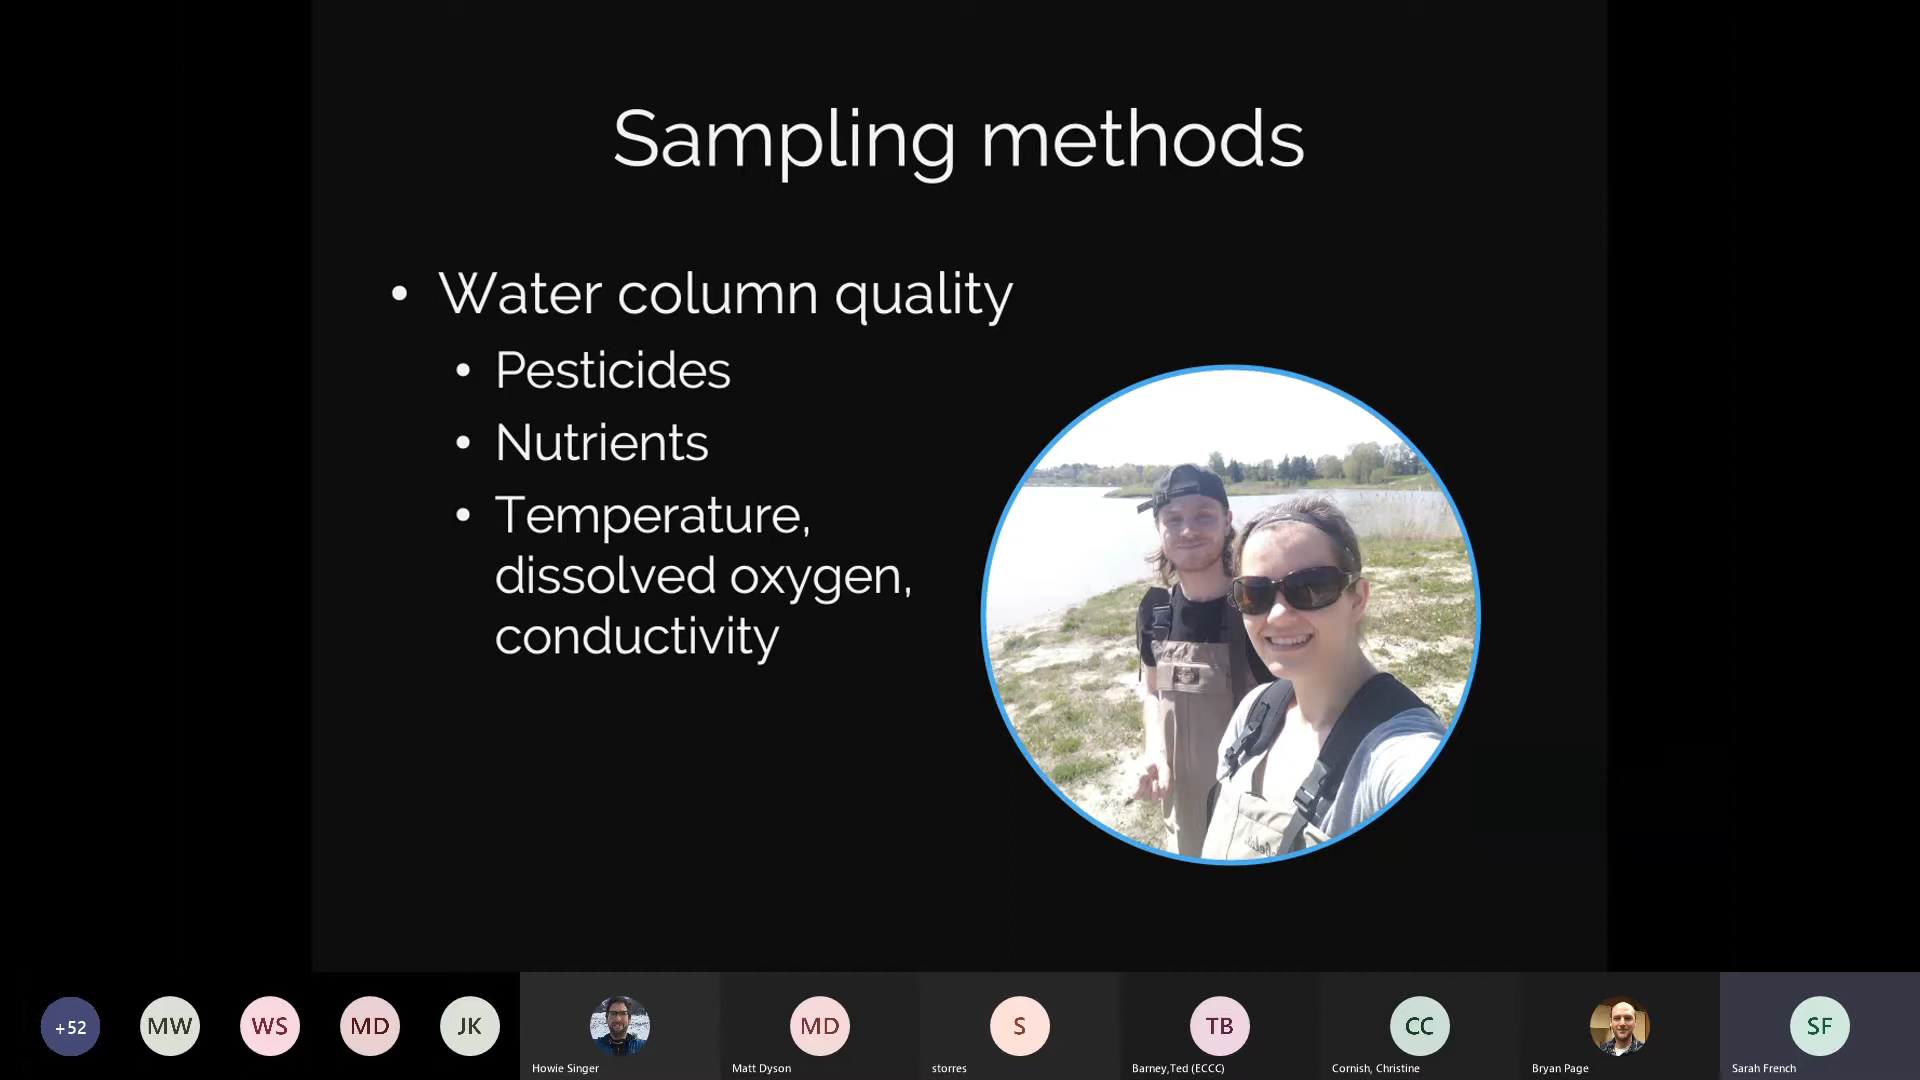 Sampling methods
• Water column quality
• Pesticides
• Nutrients
• Temperature,
dissolved oxygen,
conductivity
+52
MW
WS
MD
JK
MD
S
TB
CC
SF
Howie Singer
Matt Dyson
storres
Barney,Ted (ECCC)
Cornish, Christine
Bryan Page
Sarah French